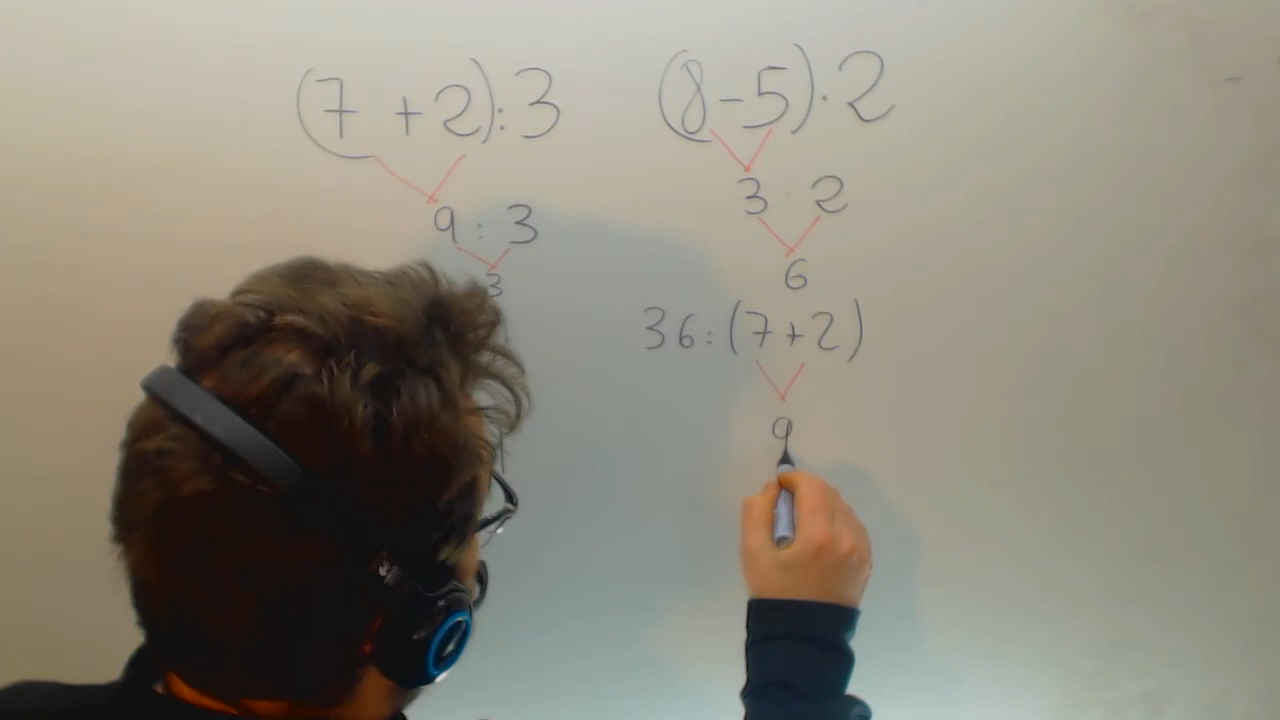 (7 + 2) : 3
9 : 3
3
(8 - 5) · 2
3 · 2
6
36 : (7 + 2)
9